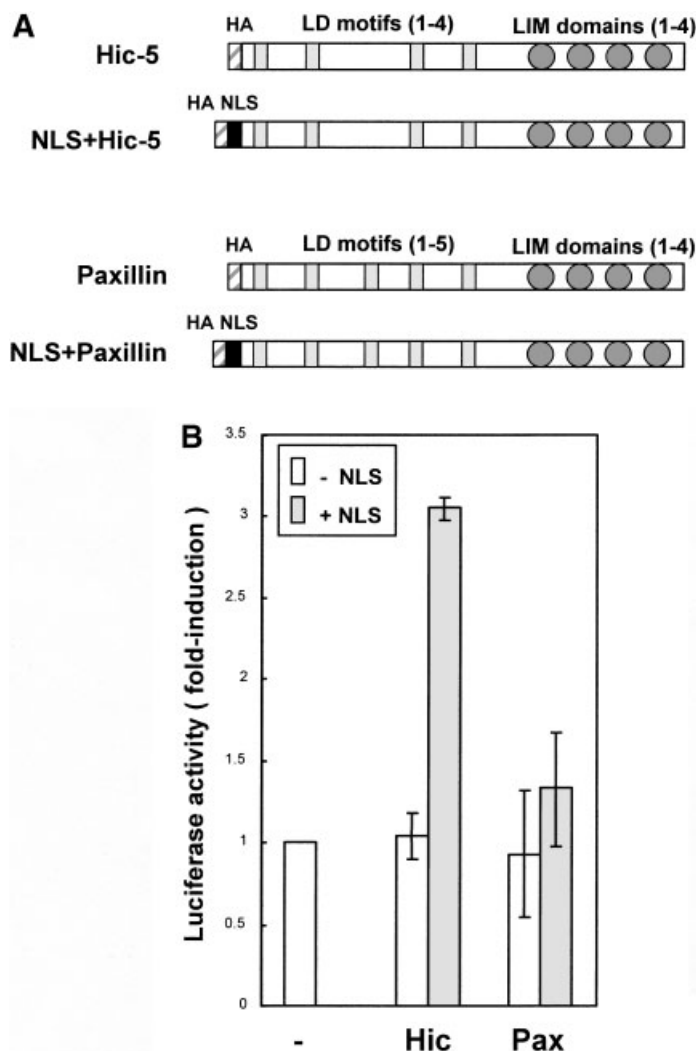 A
HA LD motifs (1-4) LIM domains (1-4)
Hic-5
HA NLS
NLS+Hic-5
HA LD motifs (1-5) LIM domains (1-4)
Paxillin
HA NLS
NLS+Paxillin
B
3.5
3
2.5
2
1.5
1
0.5
0
Luciferase activity ( fold-induction )
- NLS
+ NLS
- Hic Pax